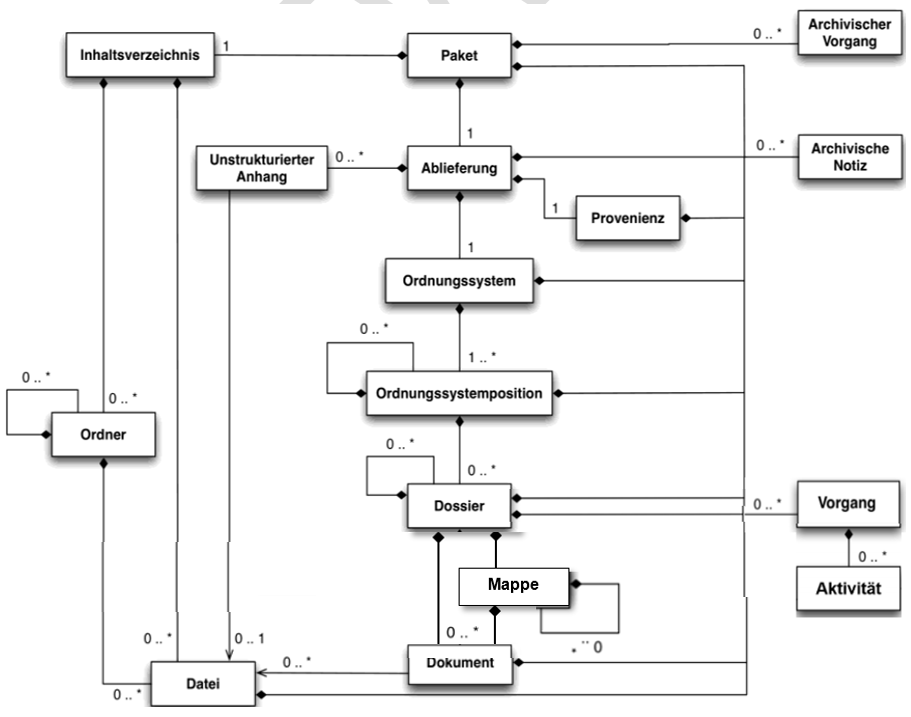 Archivischer
Vorgang
0 .. *
Inhaltsverzeichnis
1
Paket
1
0 .. *
Unstrukturierter
Anhang
0 .. *
Ablieferung
Archivische
Notiz
1
Provenienz
1
Ordnungssystem
0 .. *
1 .. *
0 .. *
0 .. *
Ordnungssystemposition
Ordner
0 .. *
0 .. *
Dossier
0 .. *
Vorgang
0 .. *
Mappe
Aktivität
0 .. *
0 .. *
0 .. 1
* .. 0
0 .. *
Dokument
Datei
0 .. *